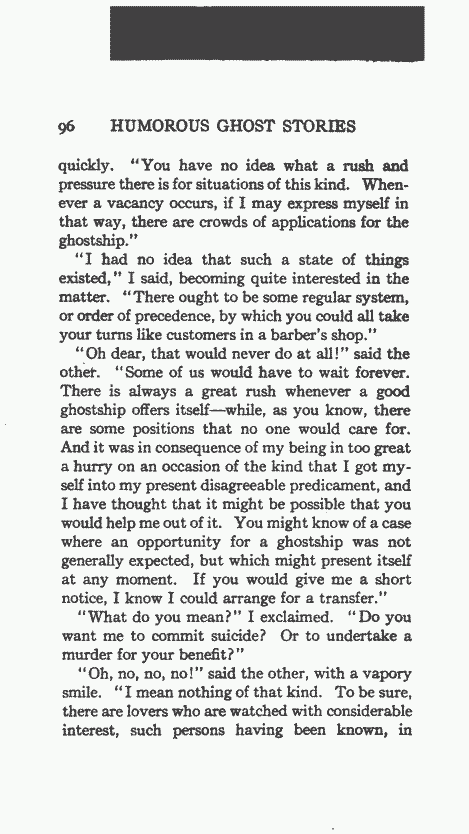 96 HUMOROUS GHOST STORIES
quickly. "You have no idea what a rush and
pressure there is for situations of this kind. When-
ever a vacancy occurs, if I may express myself in
that way, there are crowds of applications for the
ghostship."
"I had no idea that such a state of things
existed," I said, becoming quite interested in the
matter. "There ought to be some regular system,
or order of precedence, by which you could all take
your turns like customers in a barber's shop."
"Oh dear, that would never do at all!" said the
other. "Some of us would have to wait forever.
There is always a great rush whenever a good
ghostship offers itself—while, as you know, there
are some positions that no one would care for.
And it was in consequence of my being in too great
a hurry on an occasion of the kind that I got my-
self into my present disagreeable predicament, and
I have thought that it might be possible that you
would help me out of it. You might know of a case
where an opportunity for a ghostship was not
generally expected, but which might present itself
at any moment. If you would give me a short
notice, I know I could arrange for a transfer."
"What do you mean?" I exclaimed. "Do you
want me to commit suicide? Or to undertake a
murder for your benefit?"
"Oh, no, no, no!" said the other, with a vapory
smile. "I mean nothing of that kind. To be sure,
there are lovers who are watched with considerable
interest, such persons having been known, in